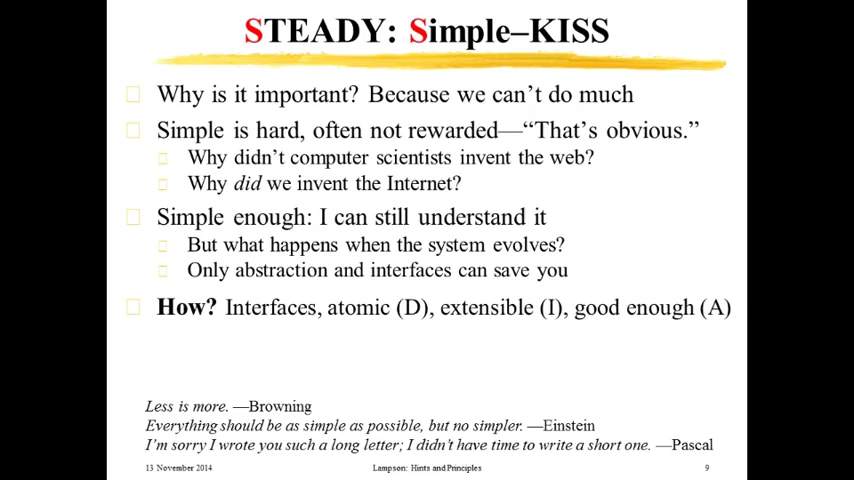 STEADY: Simple–KISS
Why is it important? Because we can't do much
Simple is hard, often not rewarded—“That's obvious.”
Why didn't computer scientists invent the web?
Why did we invent the Internet?
Simple enough: I can still understand it
But what happens when the system evolves?
Only abstraction and interfaces can save you
How? Interfaces, atomic (D), extensible (I), good enough (A)
Less is more. —Browning
Everything should be as simple as possible, but no simpler. —Einstein
I'm sorry I wrote you such a long letter; I didn't have time to write a short one. —Pascal
13 November 2014 Lampson: Hints and Principles 9